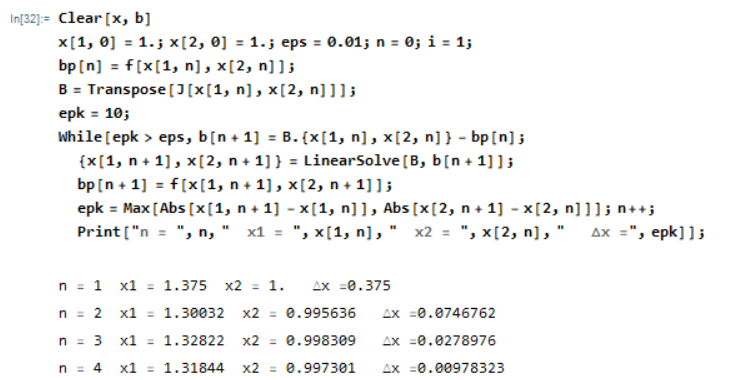 In[32]:= Clear[x, b]
x[1, 0] = 1.; x[2, 0] = 1.; eps = 0.01; n = 0; i = 1;
bp[n] = f[x[1, n], x[2, n]];
B = Transpose[J[x[1, n], x[2, n]]];
epk = 10;
While[epk > eps, b[n + 1] = B.{x[1, n], x[2, n]} - bp[n];
{x[1, n + 1], x[2, n + 1]} = LinearSolve[B, b[n + 1]];
bp[n + 1] = f[x[1, n + 1], x[2, n + 1]];
epk = Max[Abs[x[1, n + 1] - x[1, n]], Abs[x[2, n + 1] - x[2, n]]]; n++;
Print["n = ", n, "  x1 = ", x[1, n], "  x2 = ", x[2, n], "   Δx =", epk]];
n = 1  x1 = 1.375  x2 = 1.   Δx =0.375
n = 2  x1 = 1.30032  x2 = 0.995636   Δx =0.0746762
n = 3  x1 = 1.32822  x2 = 0.998309   Δx =0.0278976
n = 4  x1 = 1.31844  x2 = 0.997301   Δx =0.00978323